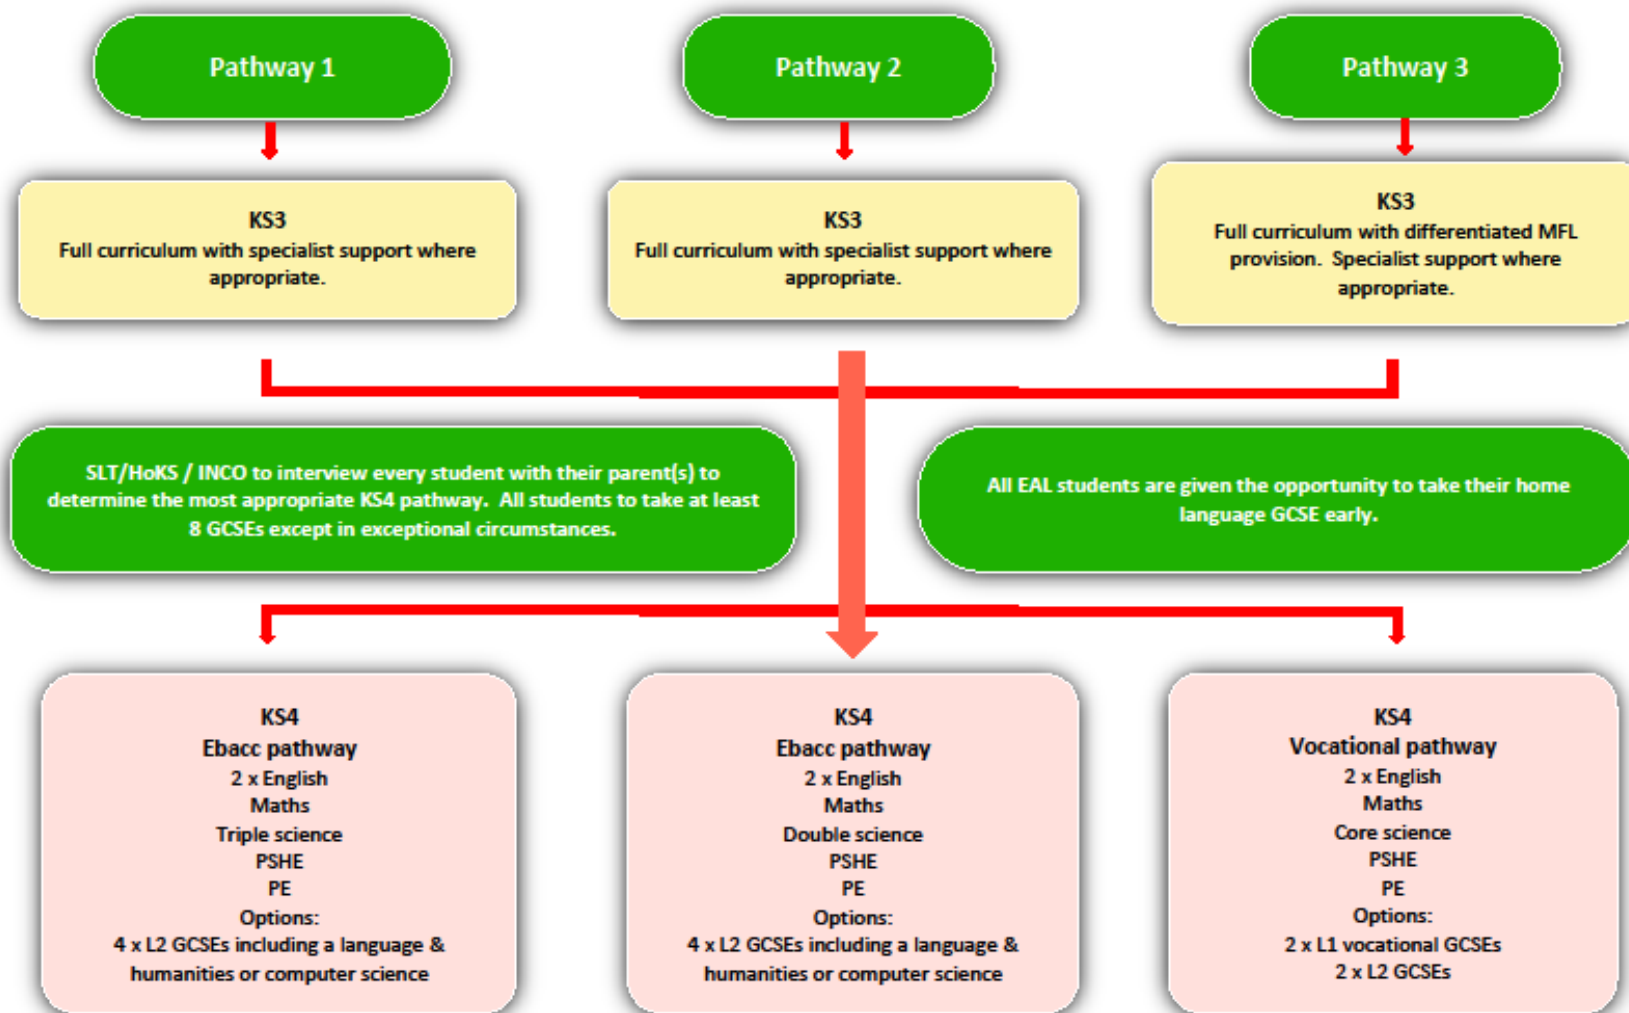 Pathway 1
Pathway 2
Pathway 3
KS3
Full curriculum with specialist support where
appropriate.
KS3
Full curriculum with specialist support where
appropriate.
KS3
Full curriculum with differentiated MFL
provision.  Specialist support where
appropriate.
SLT/HoKS / INCO to interview every student with their parent(s) to
determine the most appropriate KS4 pathway.  All students to take at least
8 GCSEs except in exceptional circumstances.
All EAL students are given the opportunity to take their home
language GCSE early.
KS4
Ebacc pathway
2 x English
Maths
Triple science
PSHE
PE
Options:
4 x L2 GCSEs including a language &
humanities or computer science
KS4
Ebacc pathway
2 x English
Maths
Double science
PSHE
PE
Options:
4 x L2 GCSEs including a language &
humanities or computer science
KS4
Vocational pathway
2 x English
Maths
Core science
PSHE
PE
Options:
2 x L1 vocational GCSEs
2 x L2 GCSEs